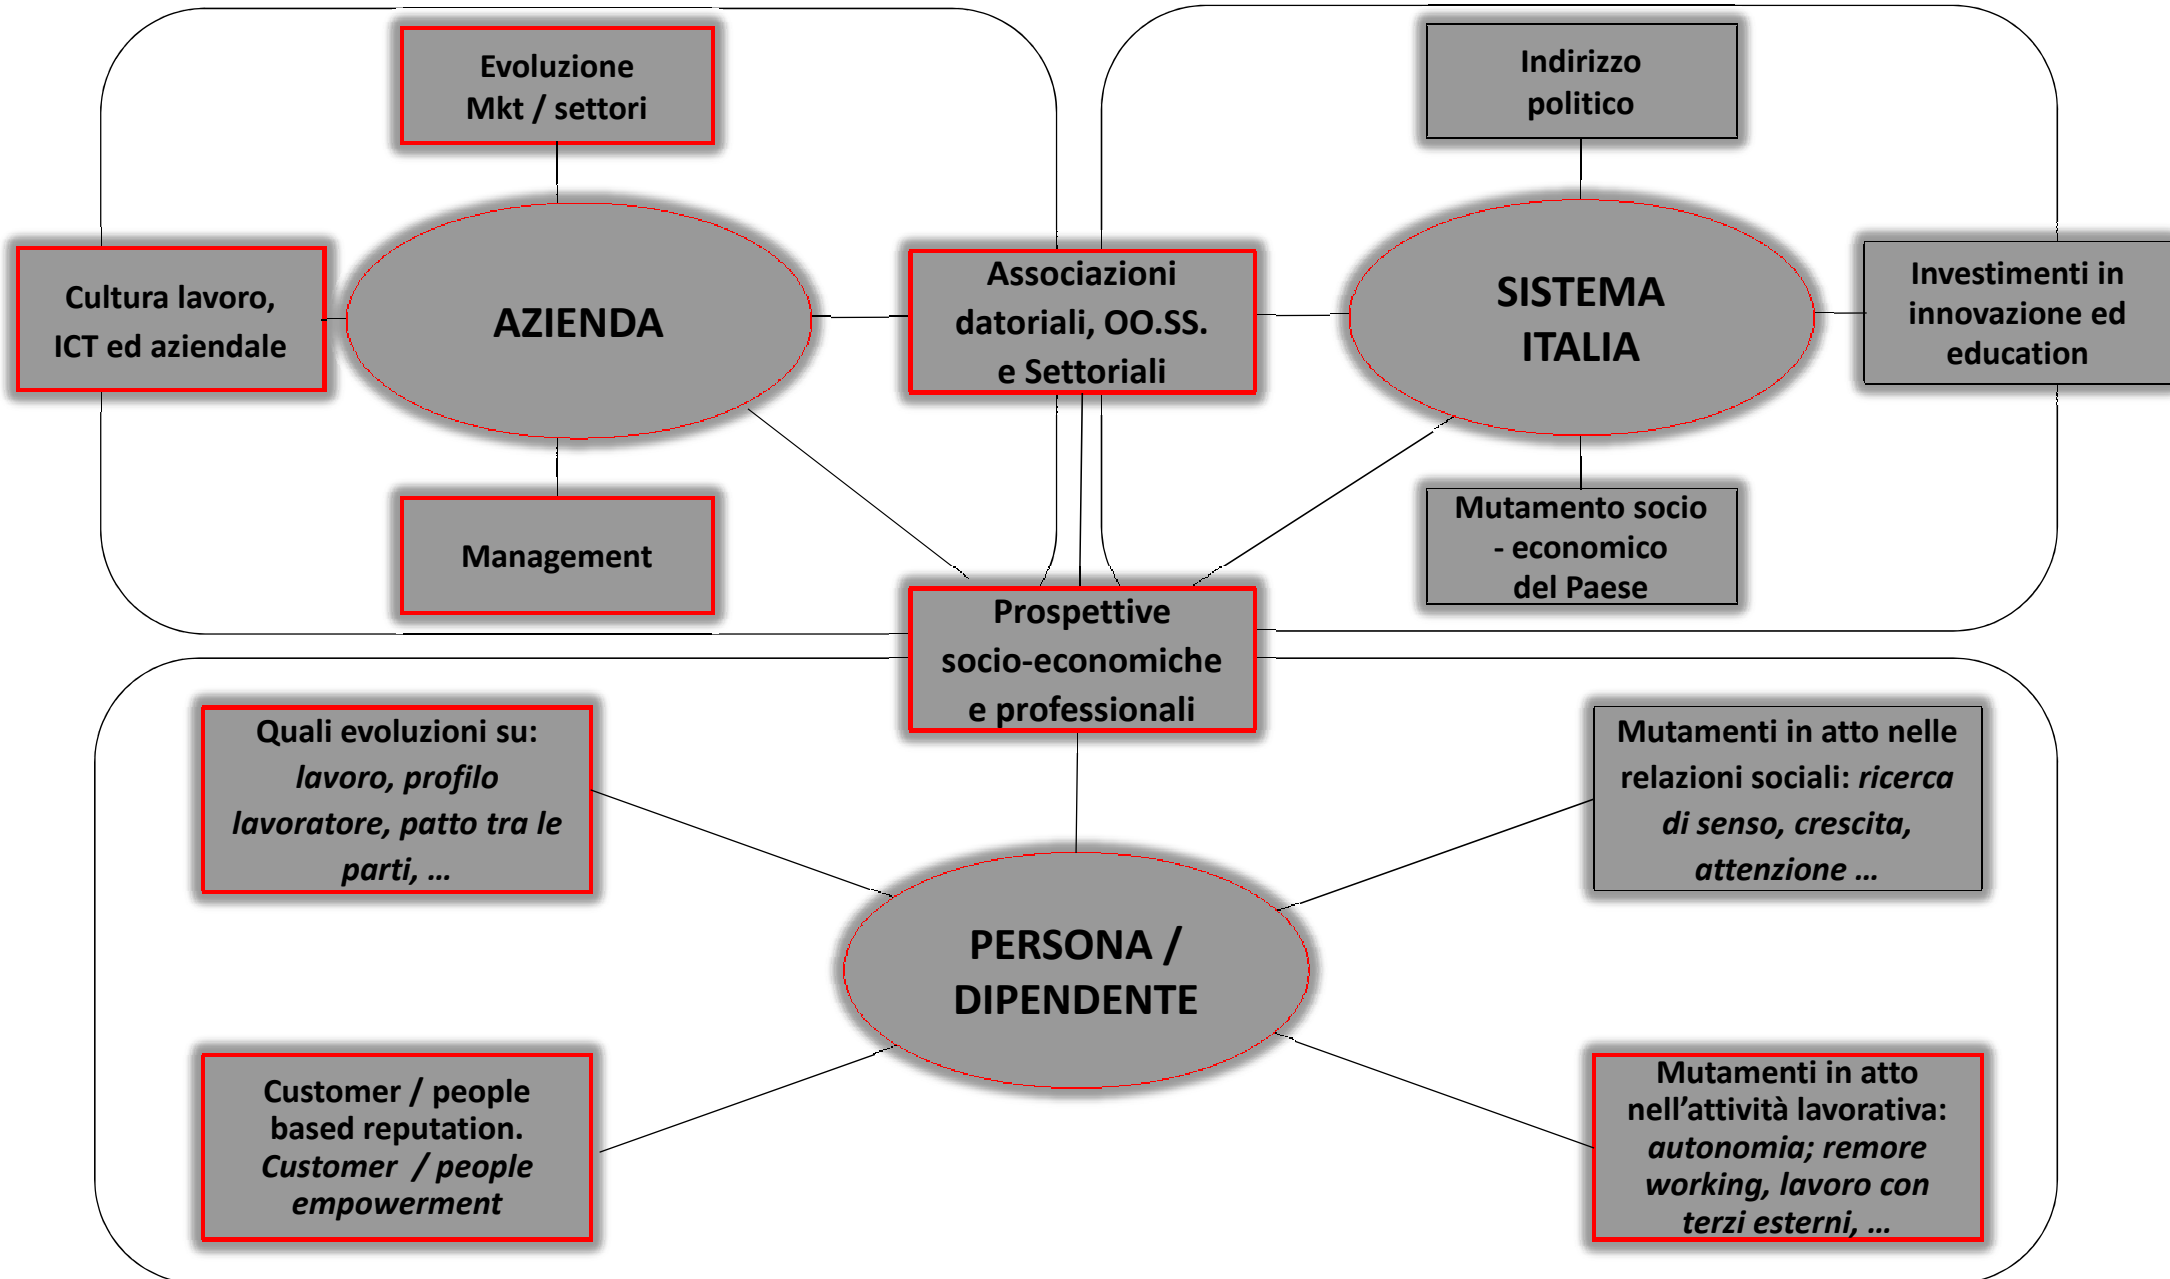 Evoluzione
Mkt / settori
Indirizzo
politico
Cultura lavoro,
ICT ed aziendale
AZIENDA
Associazioni
datoriali, OO.SS.
e Settoriali
SISTEMA
ITALIA
Investimenti in
innovazione ed
education
Management
Mutamento socio
- economico
del Paese
Prospettive
socio-economiche
e professionali
Quali evoluzioni su:
lavoro, profilo
lavoratore, patto tra le
parti, ...
Mutamenti in atto nelle
relazioni sociali: ricerca
di senso, crescita,
attenzione ...
PERSONA /
DIPENDENTE
Customer / people
based reputation.
Customer / people
empowerment
Mutamenti in atto
nell’attività lavorativa:
autonomia; remore
working, lavoro con
terzi esterni, ...